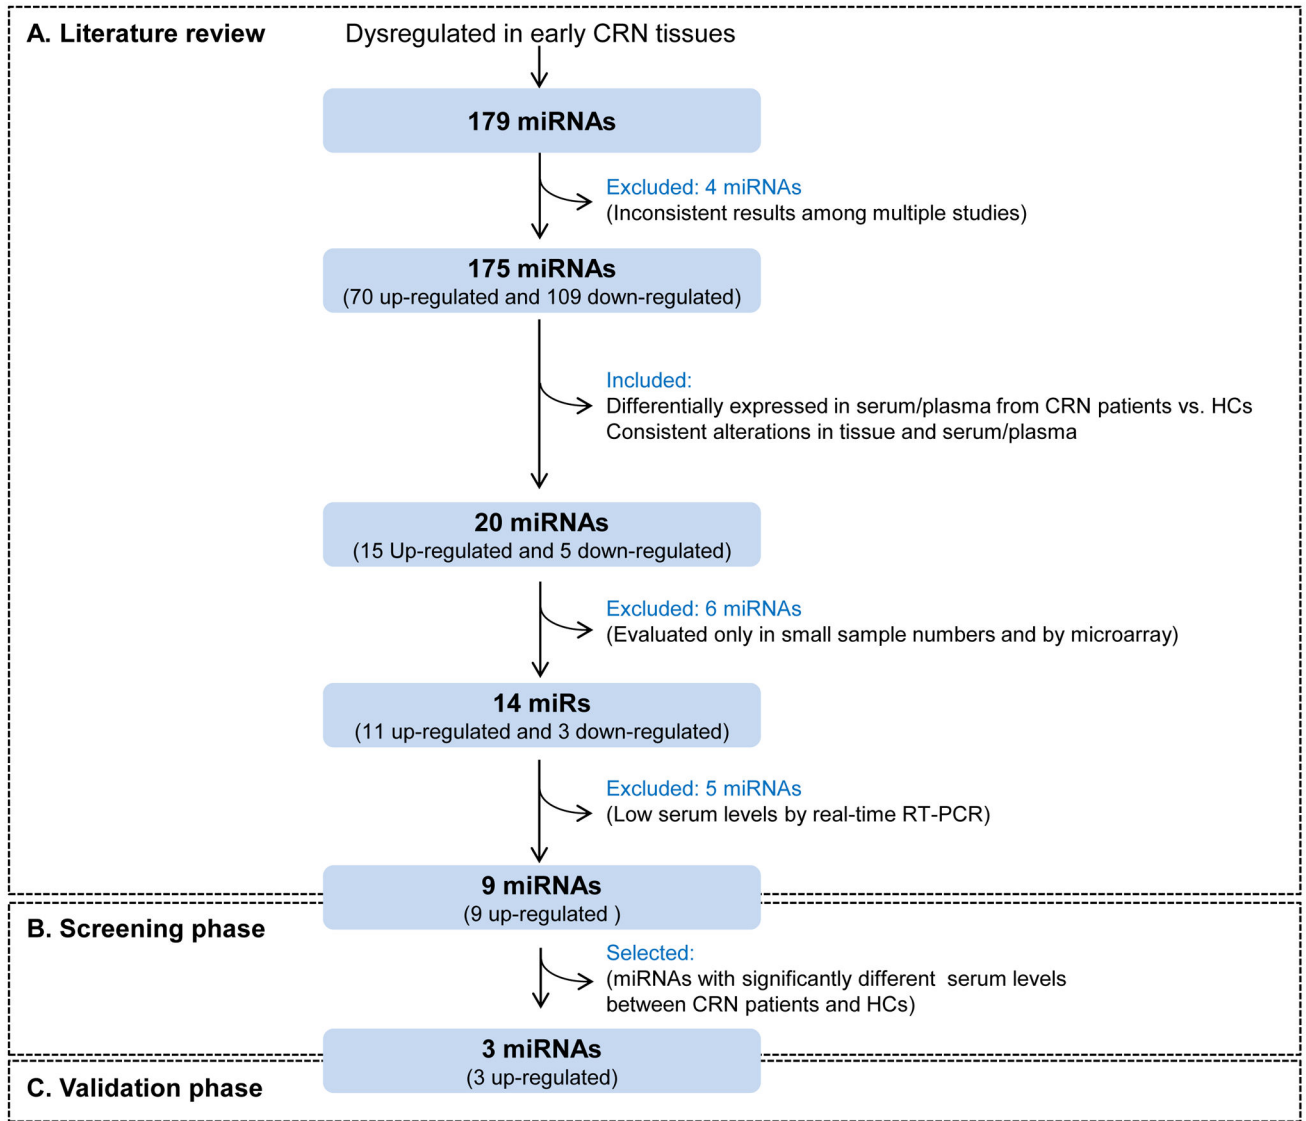 A. Literature review
Dysregulated in early CRN tissues
179 miRNAs
Excluded: 4 miRNAs
(Inconsistent results among multiple studies)
175 miRNAs
(70 up-regulated and 109 down-regulated)
Included:
Differentially expressed in serum/plasma from CRN patients vs. HCs
Consistent alterations in tissue and serum/plasma
20 miRNAs
(15 Up-regulated and 5 down-regulated)
Excluded: 6 miRNAs
(Evaluated only in small sample numbers and by microarray)
14 miRs
(11 up-regulated and 3 down-regulated)
Excluded: 5 miRNAs
(Low serum levels by real-time RT-PCR)
9 miRNAs
(9 up-regulated )
B. Screening phase
Selected:
(miRNAs with significantly different  serum levels
between CRN patients and HCs)
3 miRNAs
(3 up-regulated)
C. Validation phase